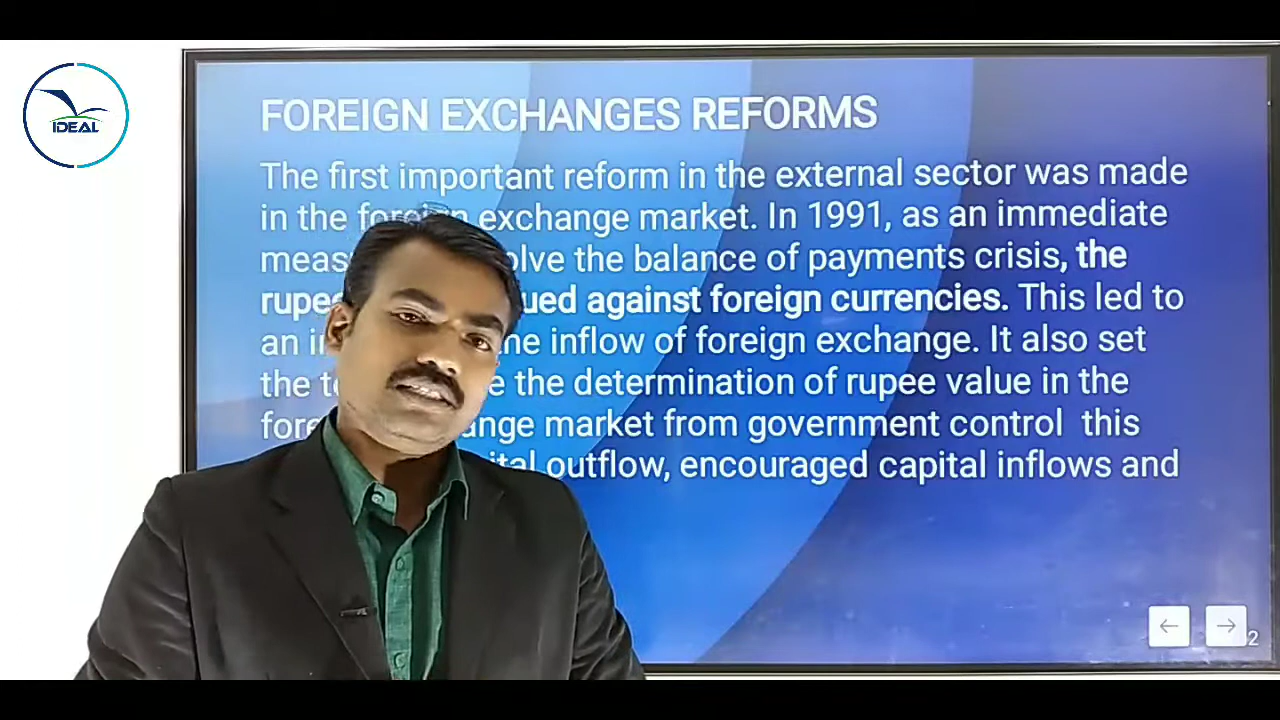 IDEAL
FOREIGN EXCHANGES REFORMS
The first important reform in the external sector was made
in the foreign exchange market. In 1991, as an immediate
the balance of payments crisis, the
against foreign currencies. This led to
an inflow of foreign exchange. It also set
the the determination of rupee value in the
market from government control this
outflow, encouraged capital inflows and
2